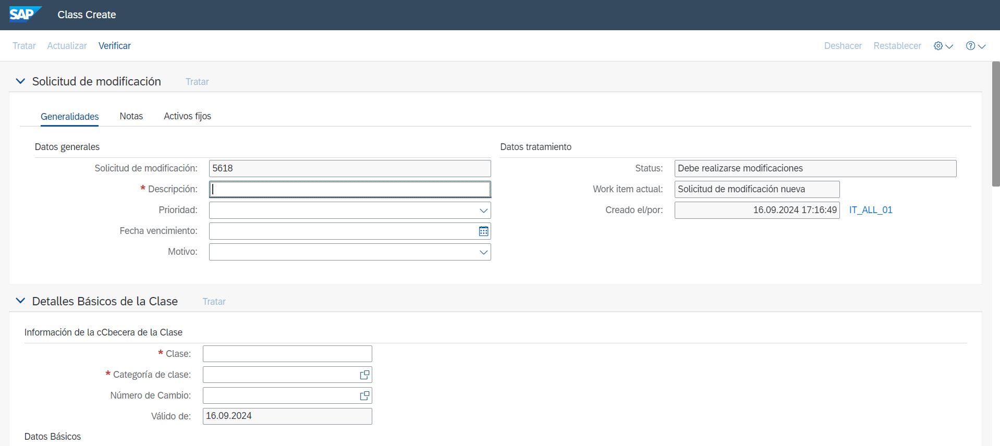 SAP Class Create
Tratar Actualizar Verificar Deshacer Restablecer
Solicitud de modificación Tratar
Generalidades Notas Activos fijos
Datos generales Datos tratamiento
Solicitud de modificación: 5618 Status: Debe realizarse modificaciones
* Descripción: Work item actual: Solicitud de modificación nueva
Prioridad: Creado el/por: 16.09.2024 17:16:49 IT_ALL_01
Fecha vencimiento:
Motivo:
Detalles Básicos de la Clase Tratar
Información de la cCbecera de la Clase
* Clase:
* Categoría de clase:
Número de Cambio:
Válido de: 16.09.2024
Datos Básicos